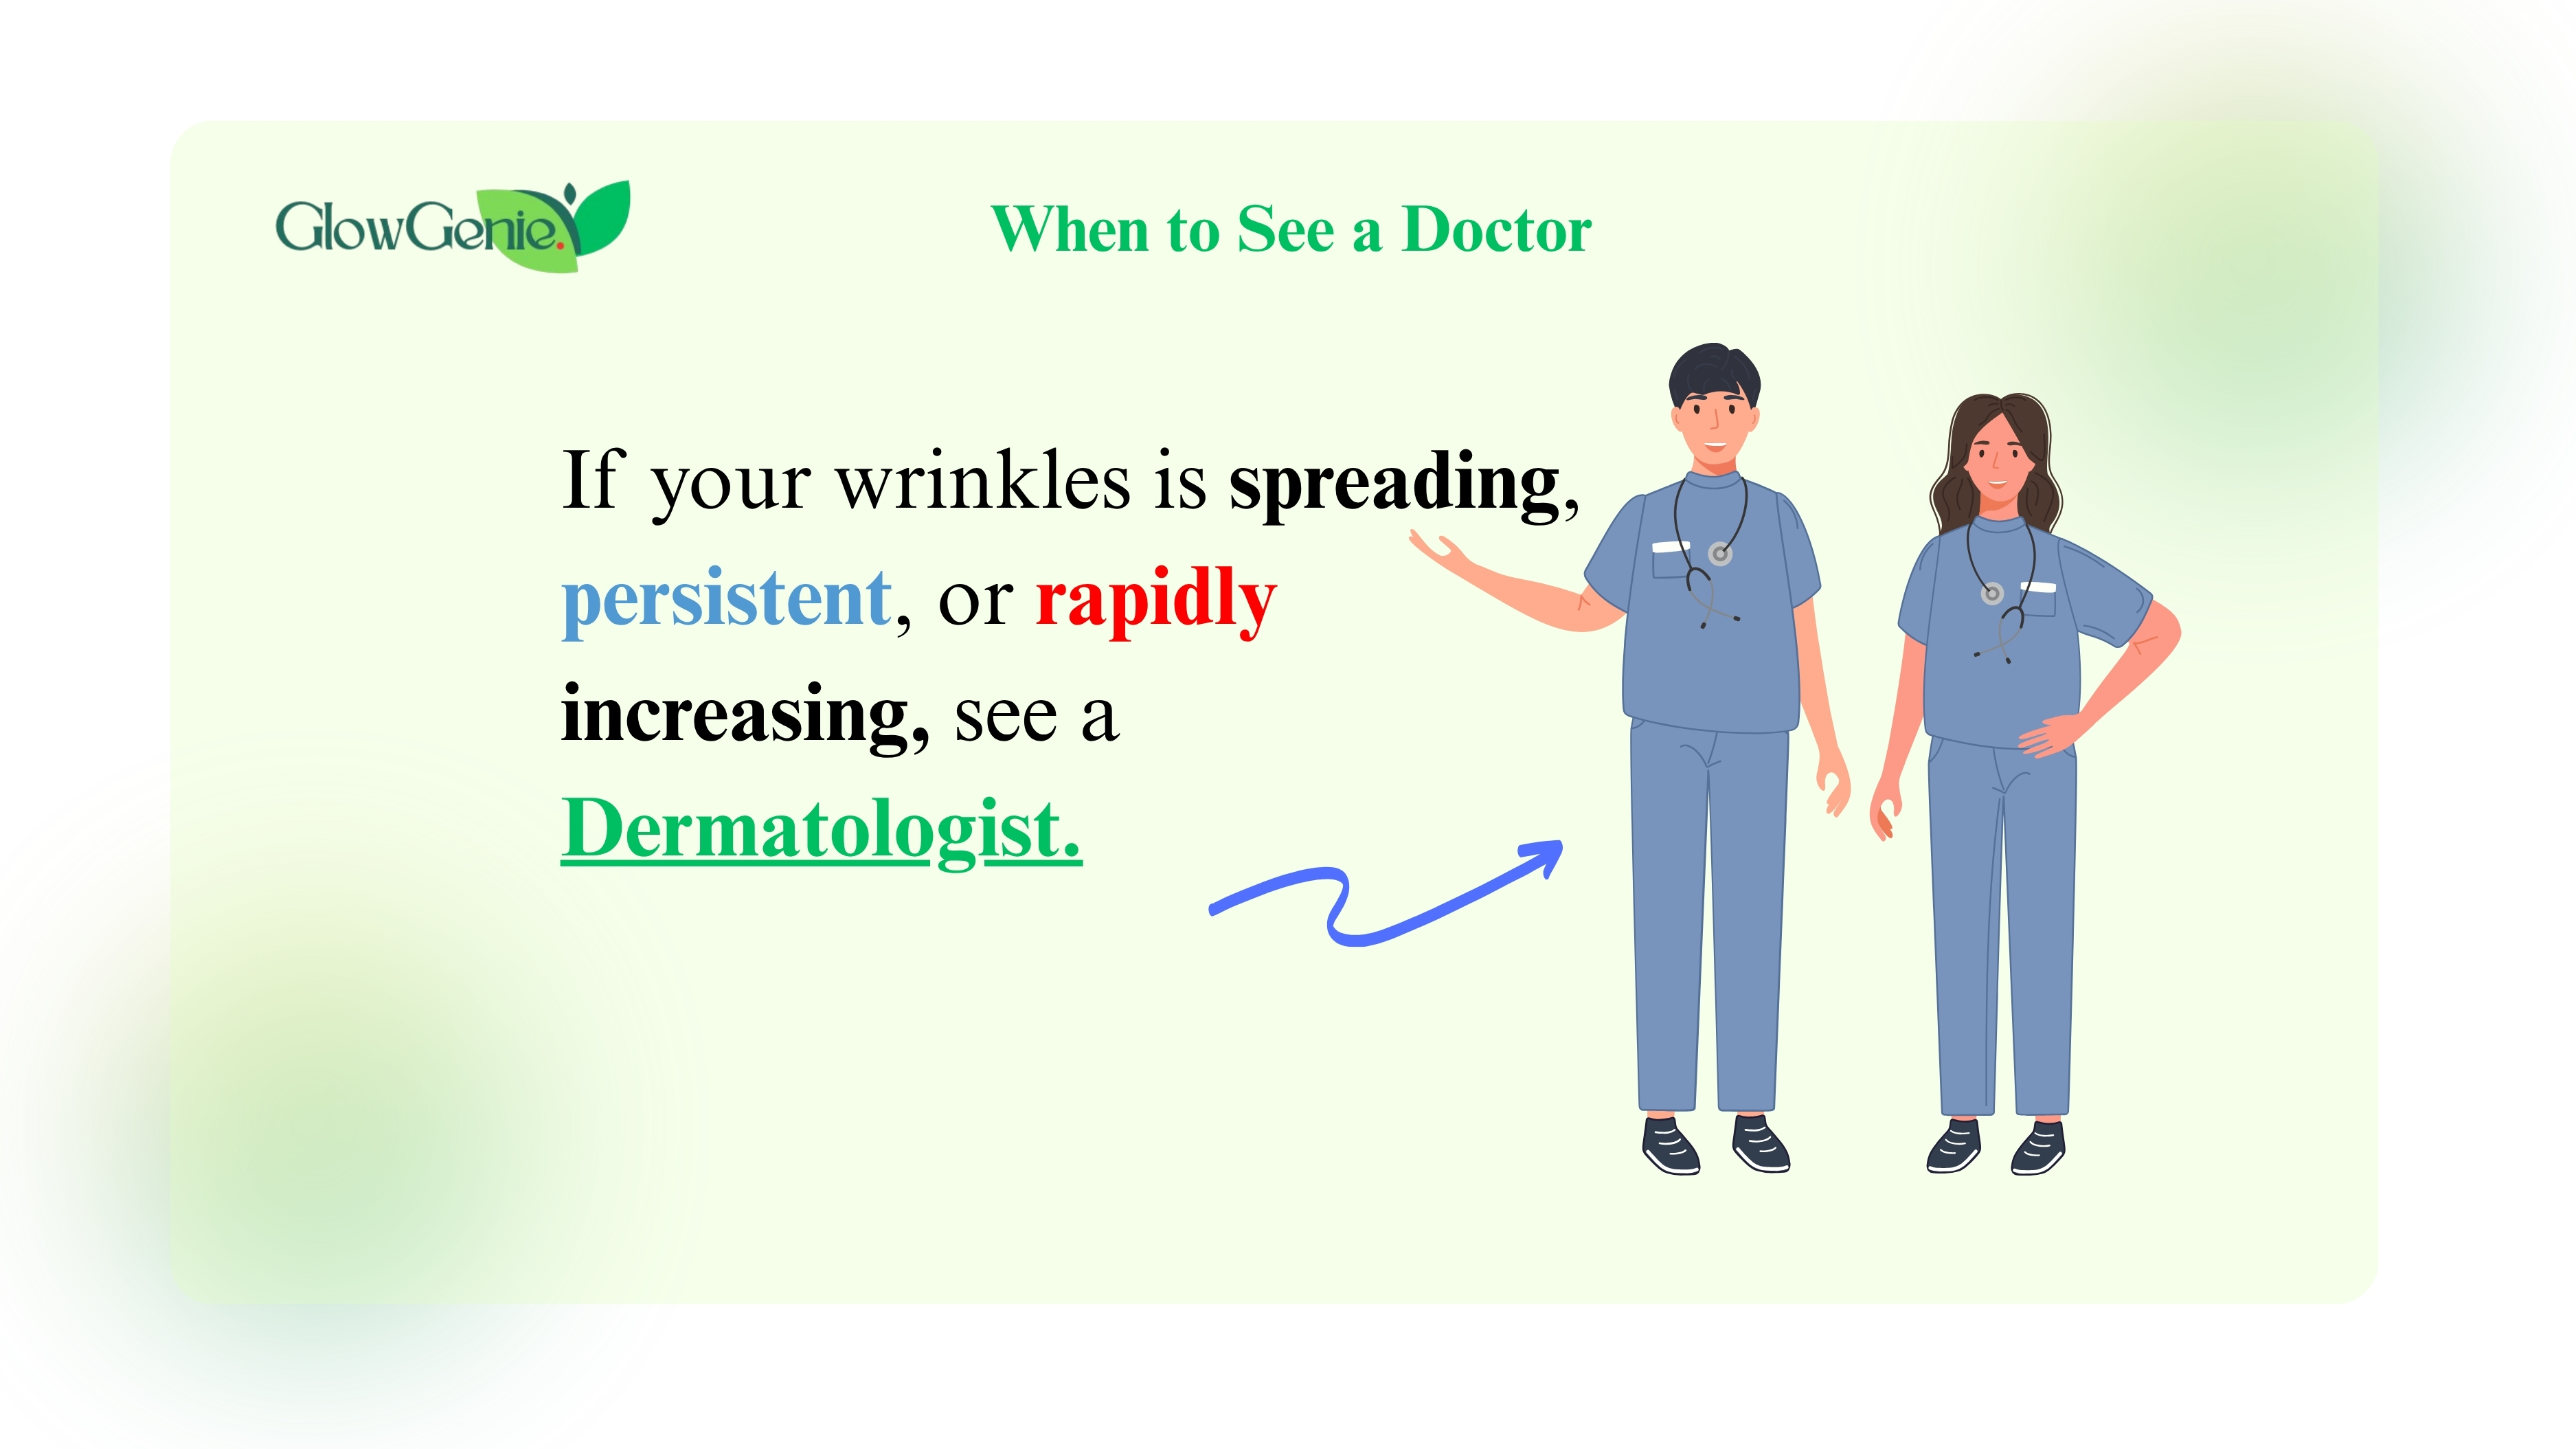 GlowGenie.
When to See a Doctor
If your wrinkles is spreading,
persistent, or rapidly
increasing, see a
Dermatologist.